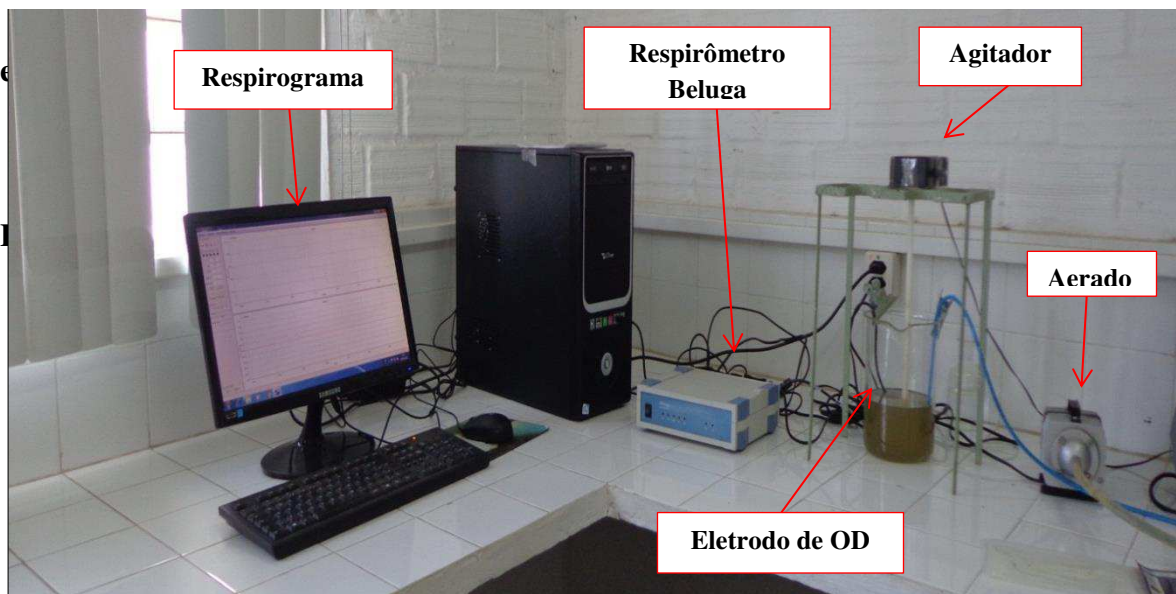 Respirograma
Respirômetro
Beluga
Agitador
Aerado
Eletrodo de OD
SAMSUNG